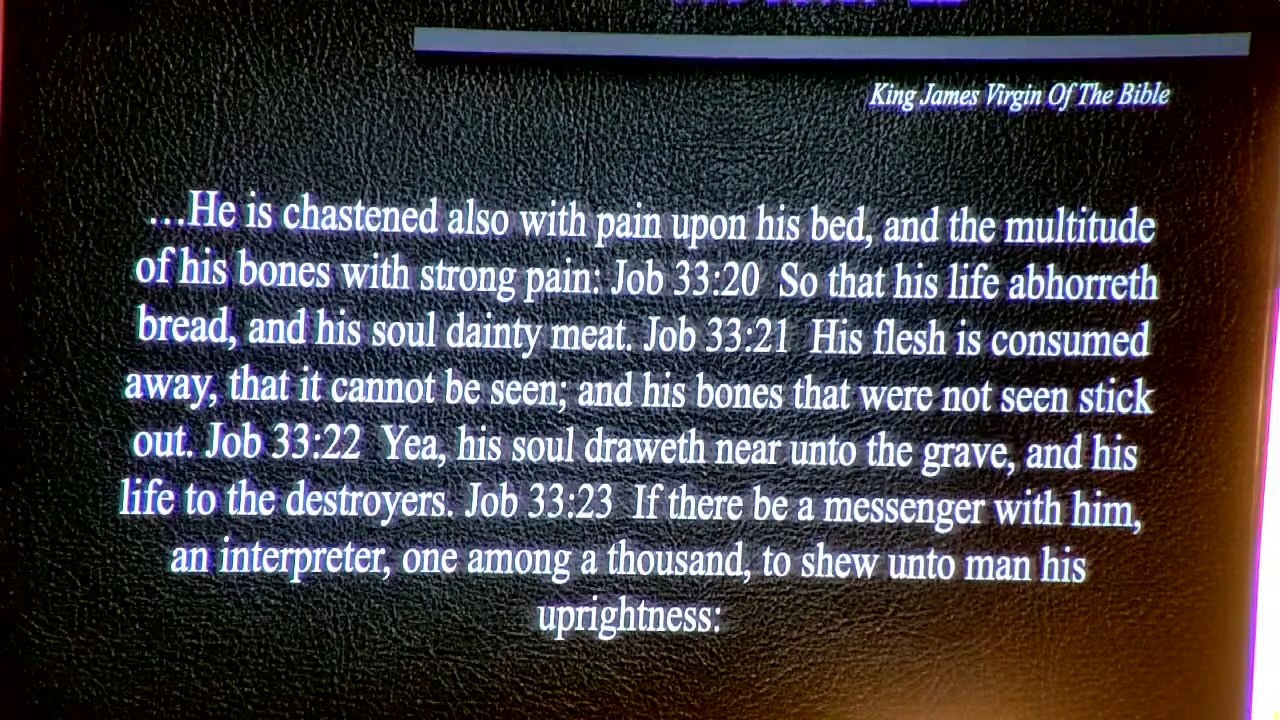 King James Virgin Of The Bible
...He is chastened also with pain upon his bed, and the multitude
of his bones with strong pain: Job 33:20 So that his life abhorreth
bread, and his soul dainty meat. Job 33:21 His flesh is consumed
away, that it cannot be seen; and his bones that were not seen stick
out. Job 33:22 Yea, his soul draweth near unto the grave, and his
life to the destroyers. Job 33:23 If there be a messenger with him,
an interpreter, one among a thousand, to shew unto man his
uprightness: